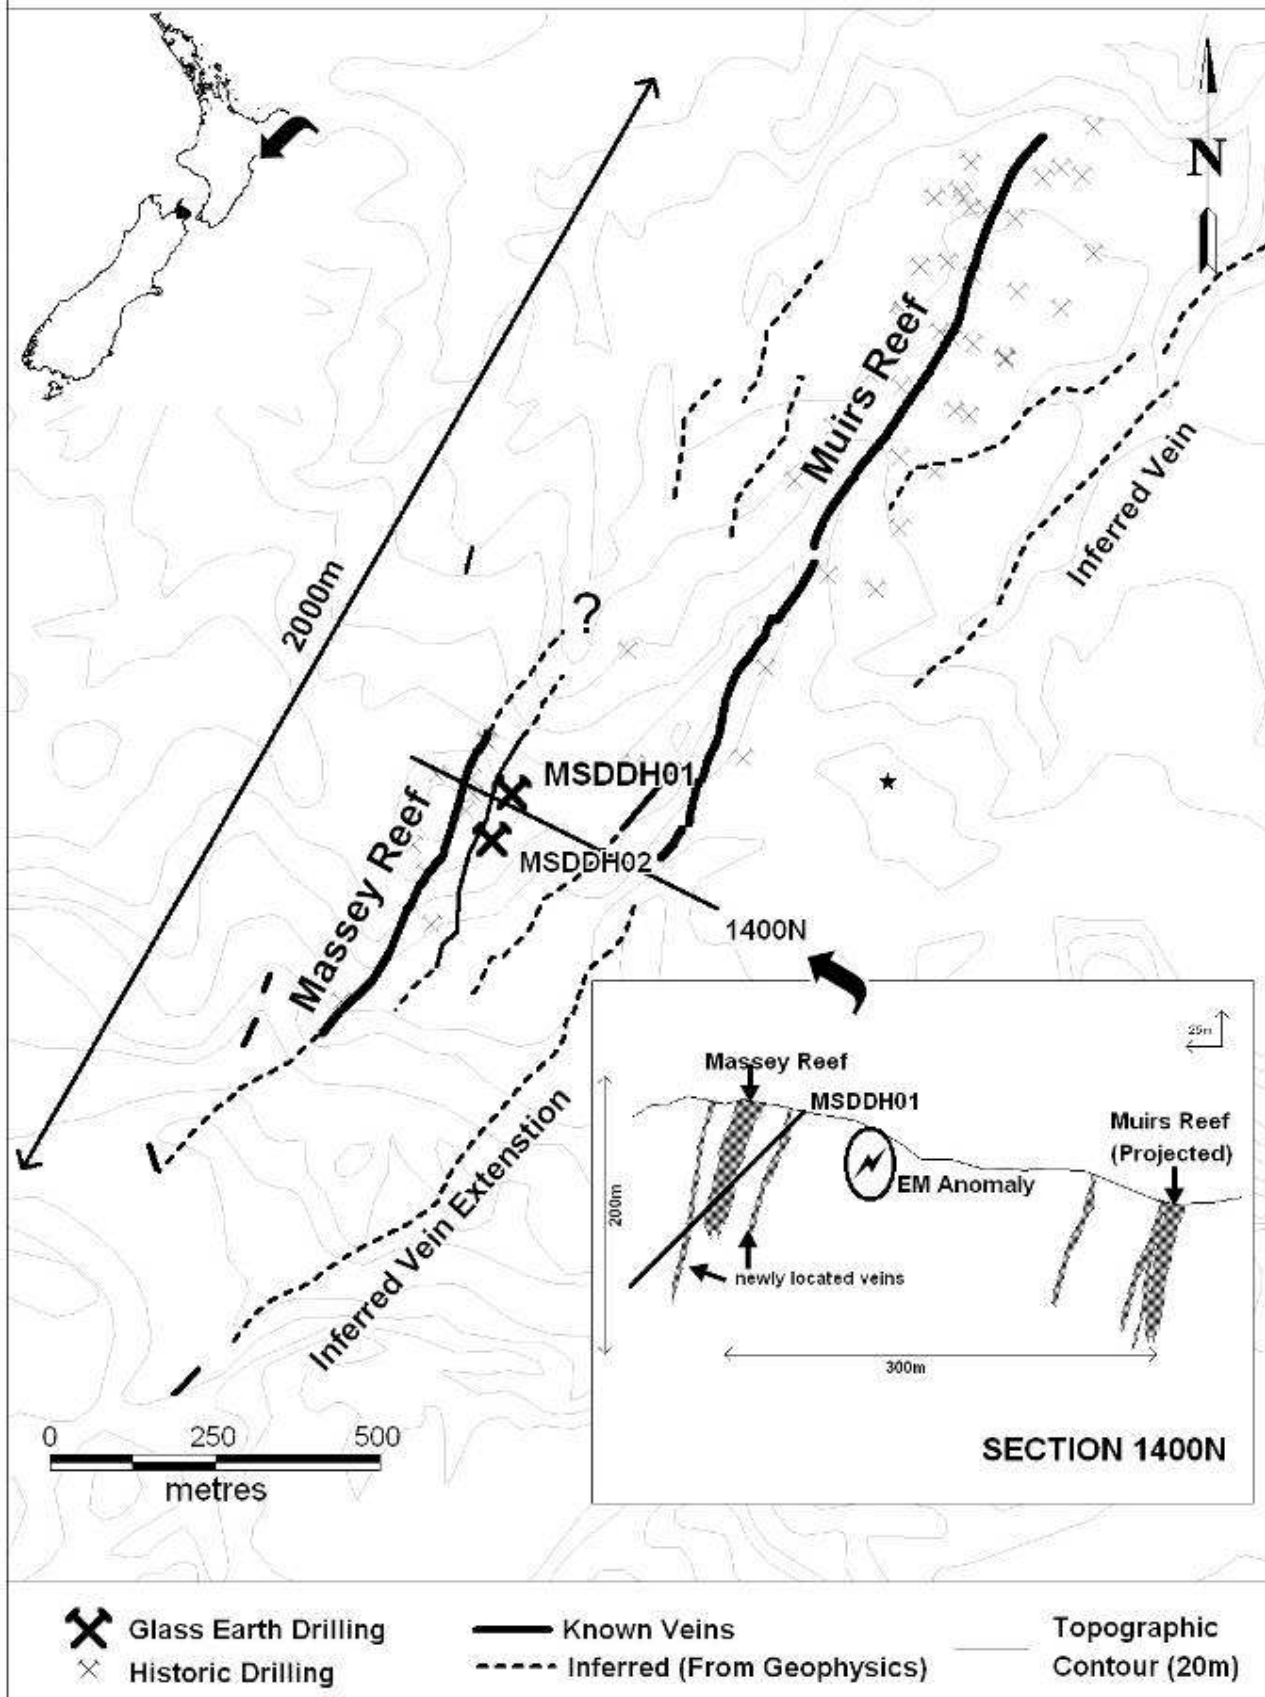 N
2000m
Muirs Reef
Inferred Vein
?
MSDDH01
MSDDH02
Massey Reef
1400N
Inferred Vein Extenstion
25m
Massey Reef
MSDDH01
Muirs Reef
(Projected)
EM Anomaly
200m
newly located veins
300m
SECTION 1400N
0 250 500
metres
Glass Earth Drilling
Historic Drilling
Known Veins
Inferred (From Geophysics)
Topographic
Contour (20m)